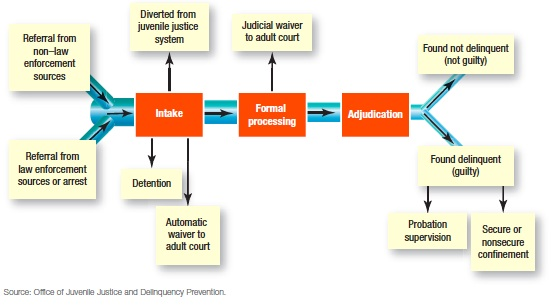 Referral from
non–law
enforcement
sources
Diverted from
juvenile justice
system
Judicial waiver
to adult court
Found not delinquent
(not guilty)
Intake
Formal
processing
Adjudication
Referral from
law enforcement
sources or arrest
Detention
Automatic
waiver to
adult court
Found delinquent
(guilty)
Probation
supervision
Secure or
nonsecure
confinement
Source: Office of Juvenile Justice and Delinquency Prevention.